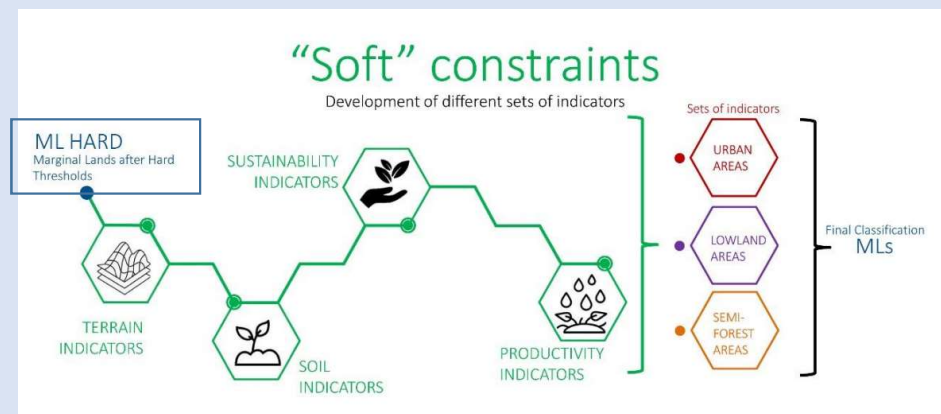 “Soft” constraints
Development of different sets of indicators
ML HARD
Marginal Lands after Hard
Thresholds
TERRAIN
INDICATORS
SOIL
INDICATORS
SUSTAINABILITY
INDICATORS
PRODUCTIVITY
INDICATORS
Sets of indicators
URBAN
AREAS
LOWLAND
AREAS
SEMI-
FOREST
AREAS
Final Classification
MLs